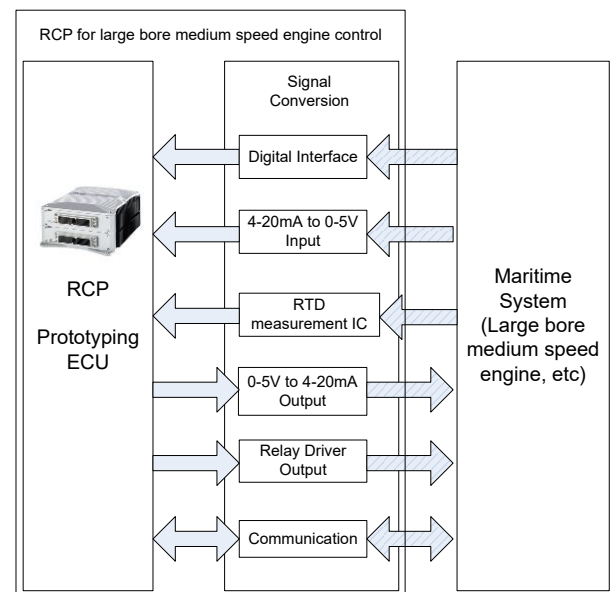 RCP for large bore medium speed engine control
RCP
Prototyping
ECU
Signal
Conversion
Digital Interface
4-20mA to 0-5V
Input
RTD
measurement IC
0-5V to 4-20mA
Output
Relay Driver
Output
Communication
Maritime
System
(Large bore
medium speed
engine, etc)